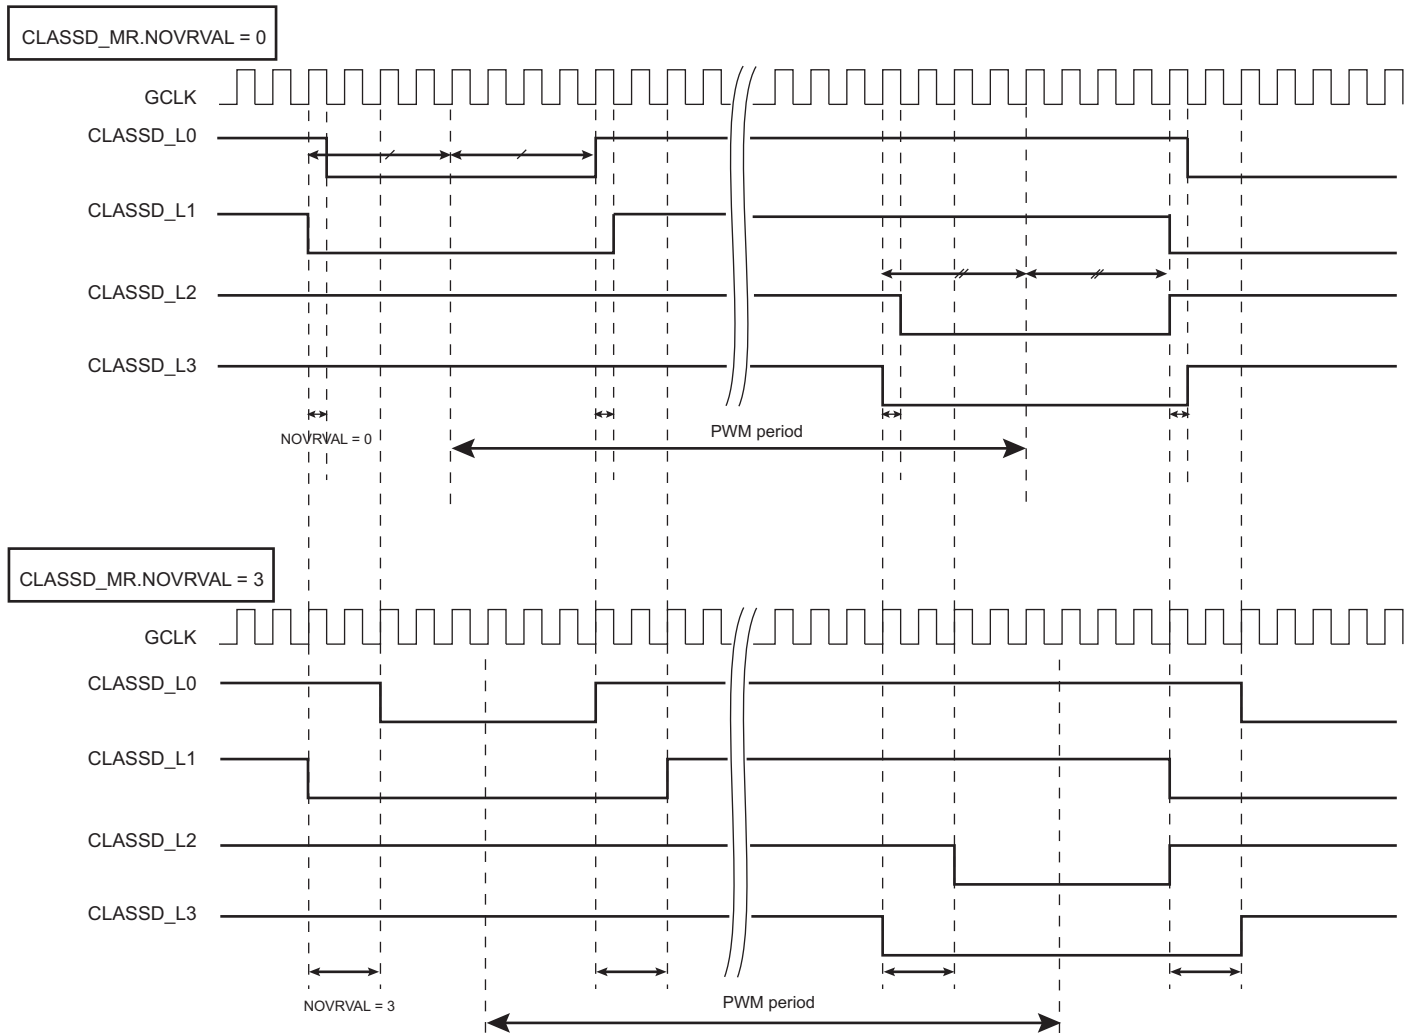 CLASSD_MR.NOVRVAL = 0
GCLK
CLASSD_L0
CLASSD_L1
CLASSD_L2
CLASSD_L3
NOVRVAL = 0
PWM period
CLASSD_MR.NOVRVAL = 3
GCLK
CLASSD_L0
CLASSD_L1
CLASSD_L2
CLASSD_L3
NOVRVAL = 3
PWM period